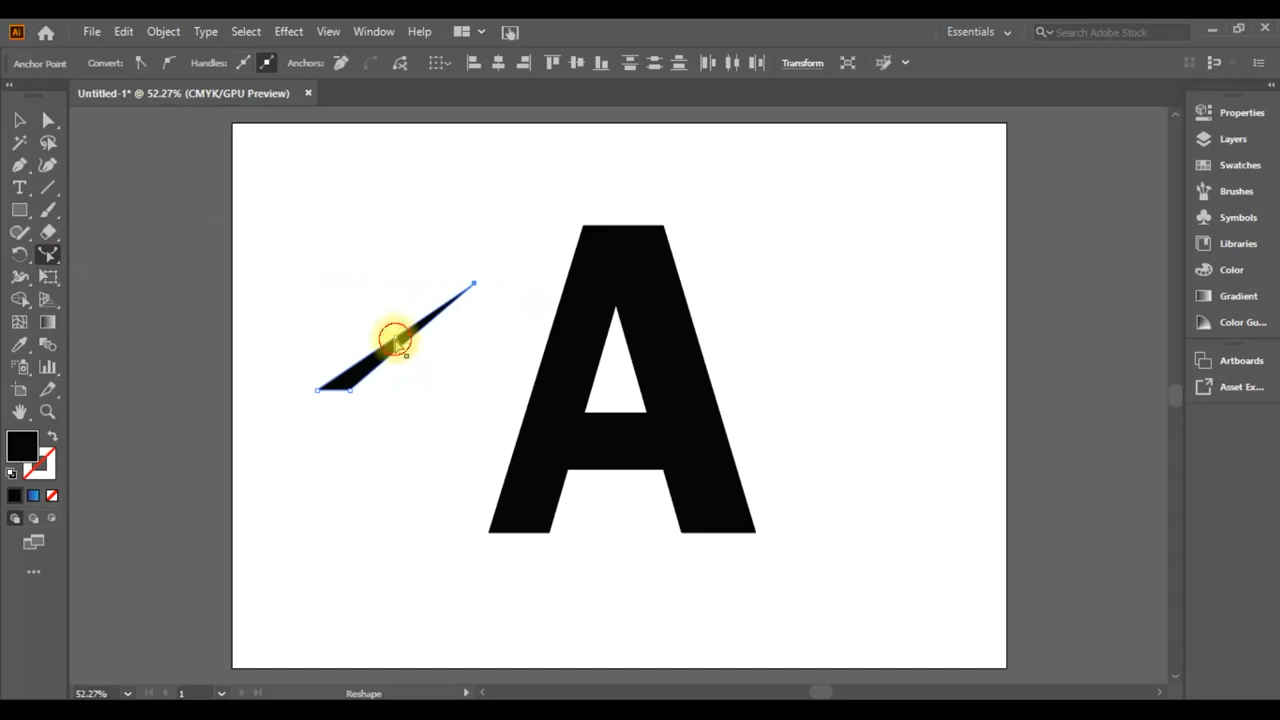 Ai File Edit Object Type Select Effect View Window Help Essentials Search Adobe Stock
Anchor Point Convert: Handles: Anchors: Transform
Untitled-1* @ 52.27% (CMYK/GPU Preview) ×
Properties
Layers
Swatches
Brushes
Symbols
Libraries
Color
Gradient
Color Gu...
Artboards
Asset Ex...
A
52.27% 1 Reshape